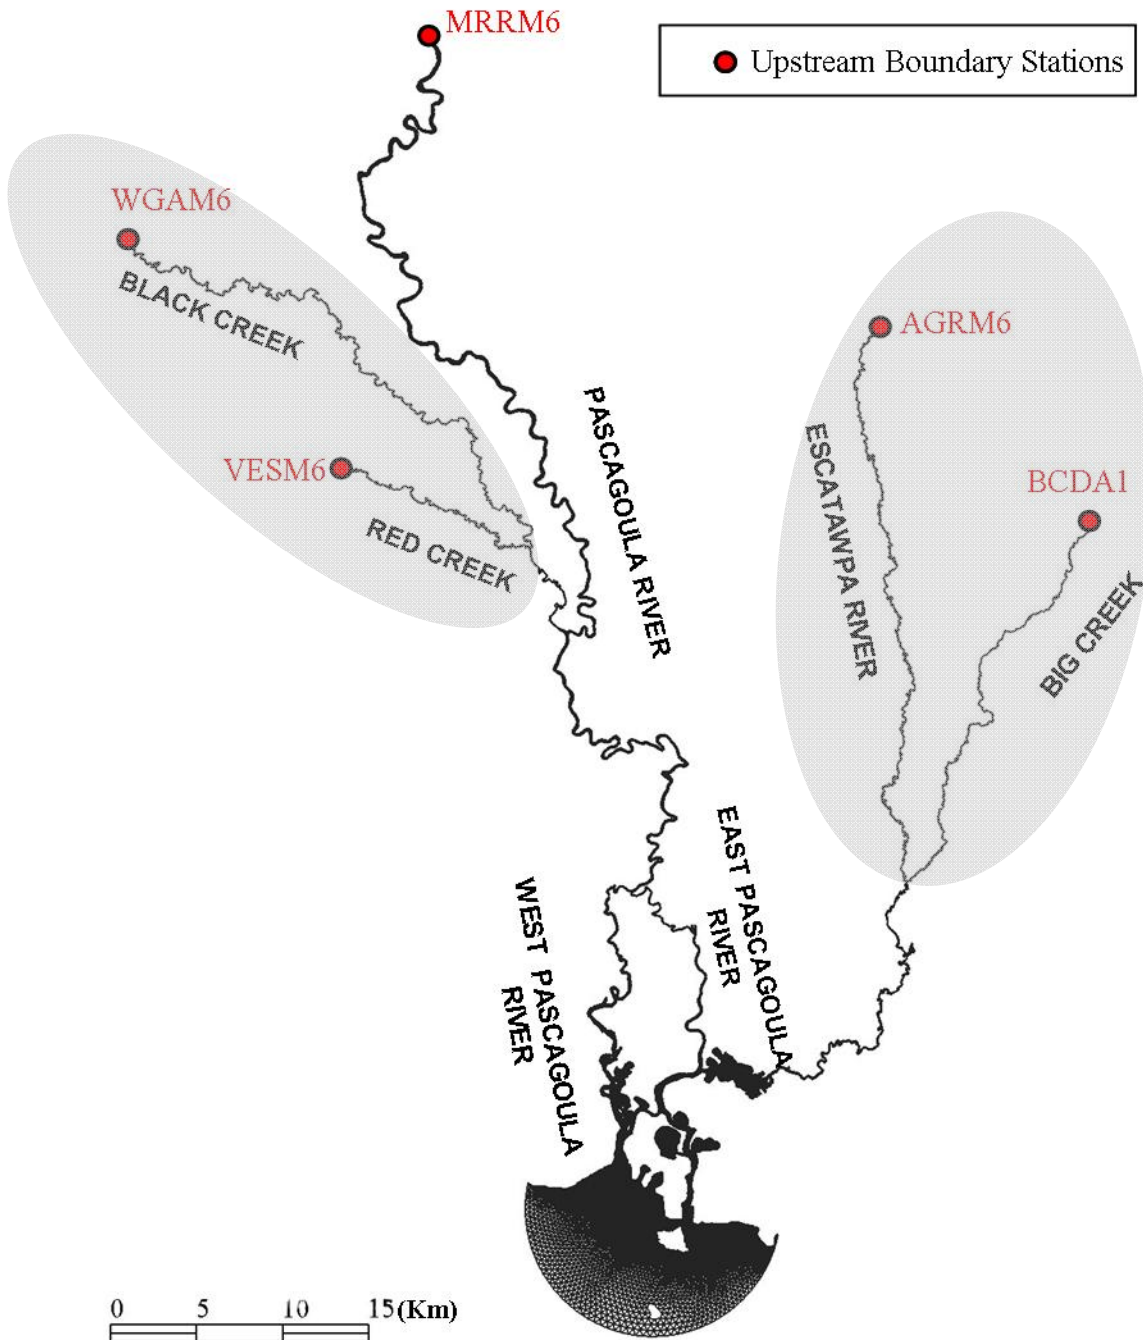 MRRM6
Upstream Boundary Stations
WGAM6
BLACK CREEK
AGRM6
VESM6
RED CREEK
PASCAGOULA RIVER
ESCATAWPA RIVER
BCDA1
BIG CREEK
EAST PASCAGOULA
RIVER
WEST PASCAGOULA
RIVER
0 5 10 15(Km)